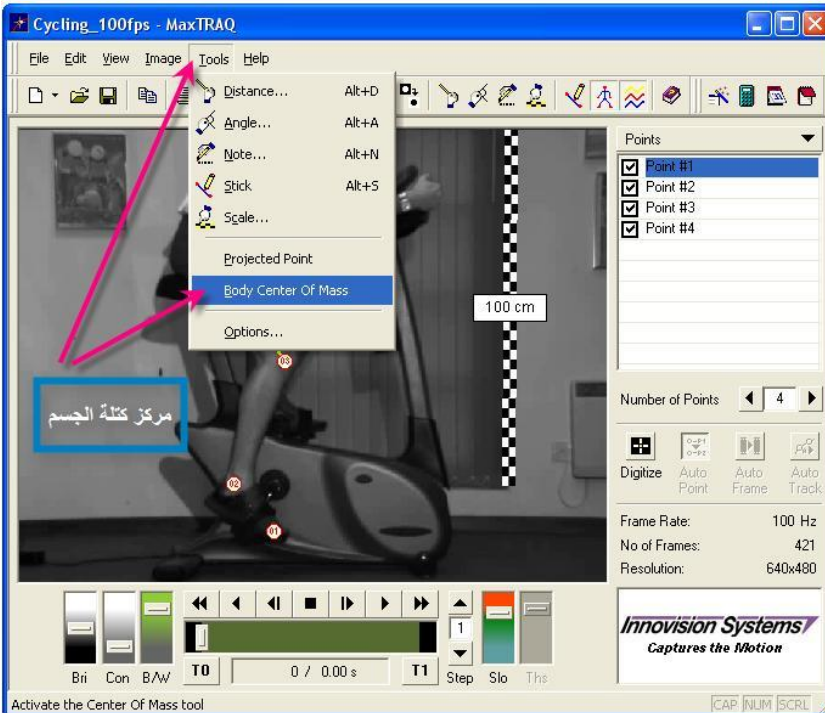 Cycling_100fps - MaxTRAQ
File Edit View Image Tools Help
Distance... Alt+D
Angle... Alt+A
Note... Alt+N
Stick Alt+S
Scale...
Projected Point
Body Center Of Mass
Options...
100 cm
03
مركز كتلة الجسم
02
01
Points
Point #1
Point #2
Point #3
Point #4
Number of Points 4
Digitize Auto Point Auto Frame Auto Track
Frame Rate: 100 Hz
No of Frames: 421
Resolution: 640x480
Innovision Systems
Captures the Motion
1
Bri Con B/W T0 0 / 0.00 s T1 Step Slo Ths
Activate the Center Of Mass tool CAP NUM SCRL